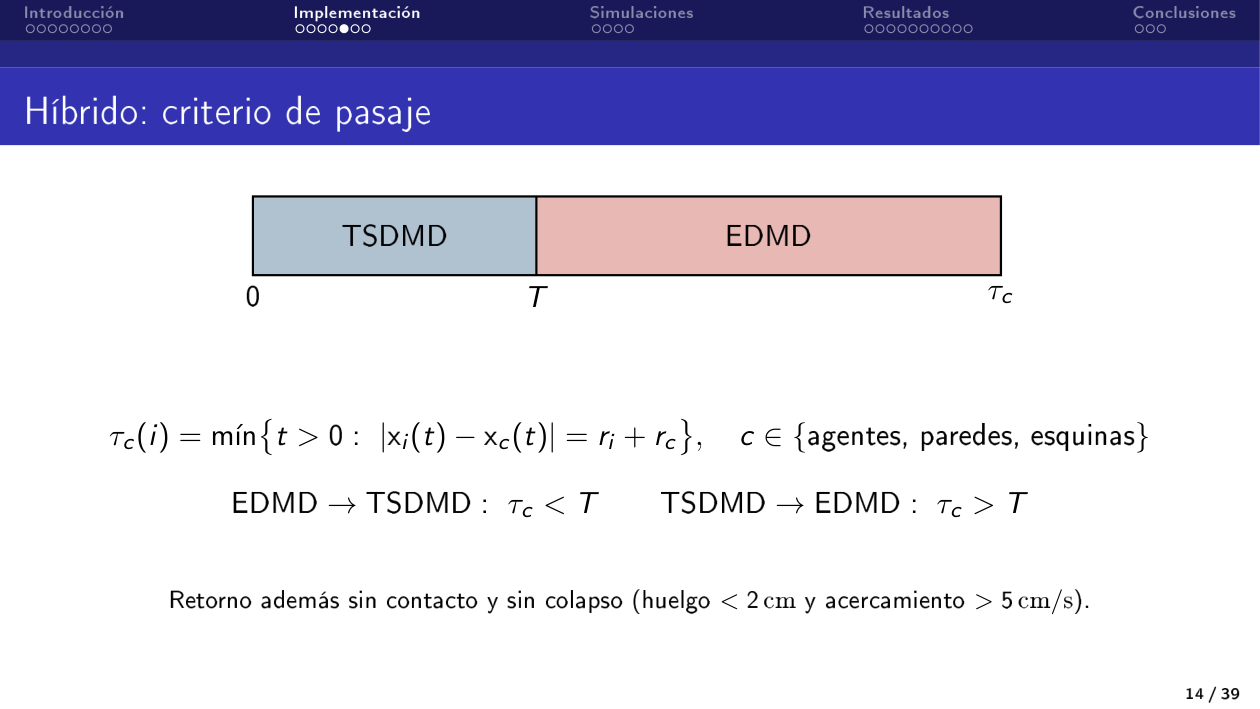 Introducción Implementación Simulaciones Resultados Conclusiones
Híbrido: criterio de pasaje
TSDMD EDMD
0 T τc
τc(i) = mín{t > 0 : |xi(t) − xc(t)| = ri + rc}, c ∈ {agentes, paredes, esquinas}
EDMD → TSDMD : τc < T TSDMD → EDMD : τc > T
Retorno además sin contacto y sin colapso (huelgo < 2 cm y acercamiento > 5 cm/s).
14 / 39